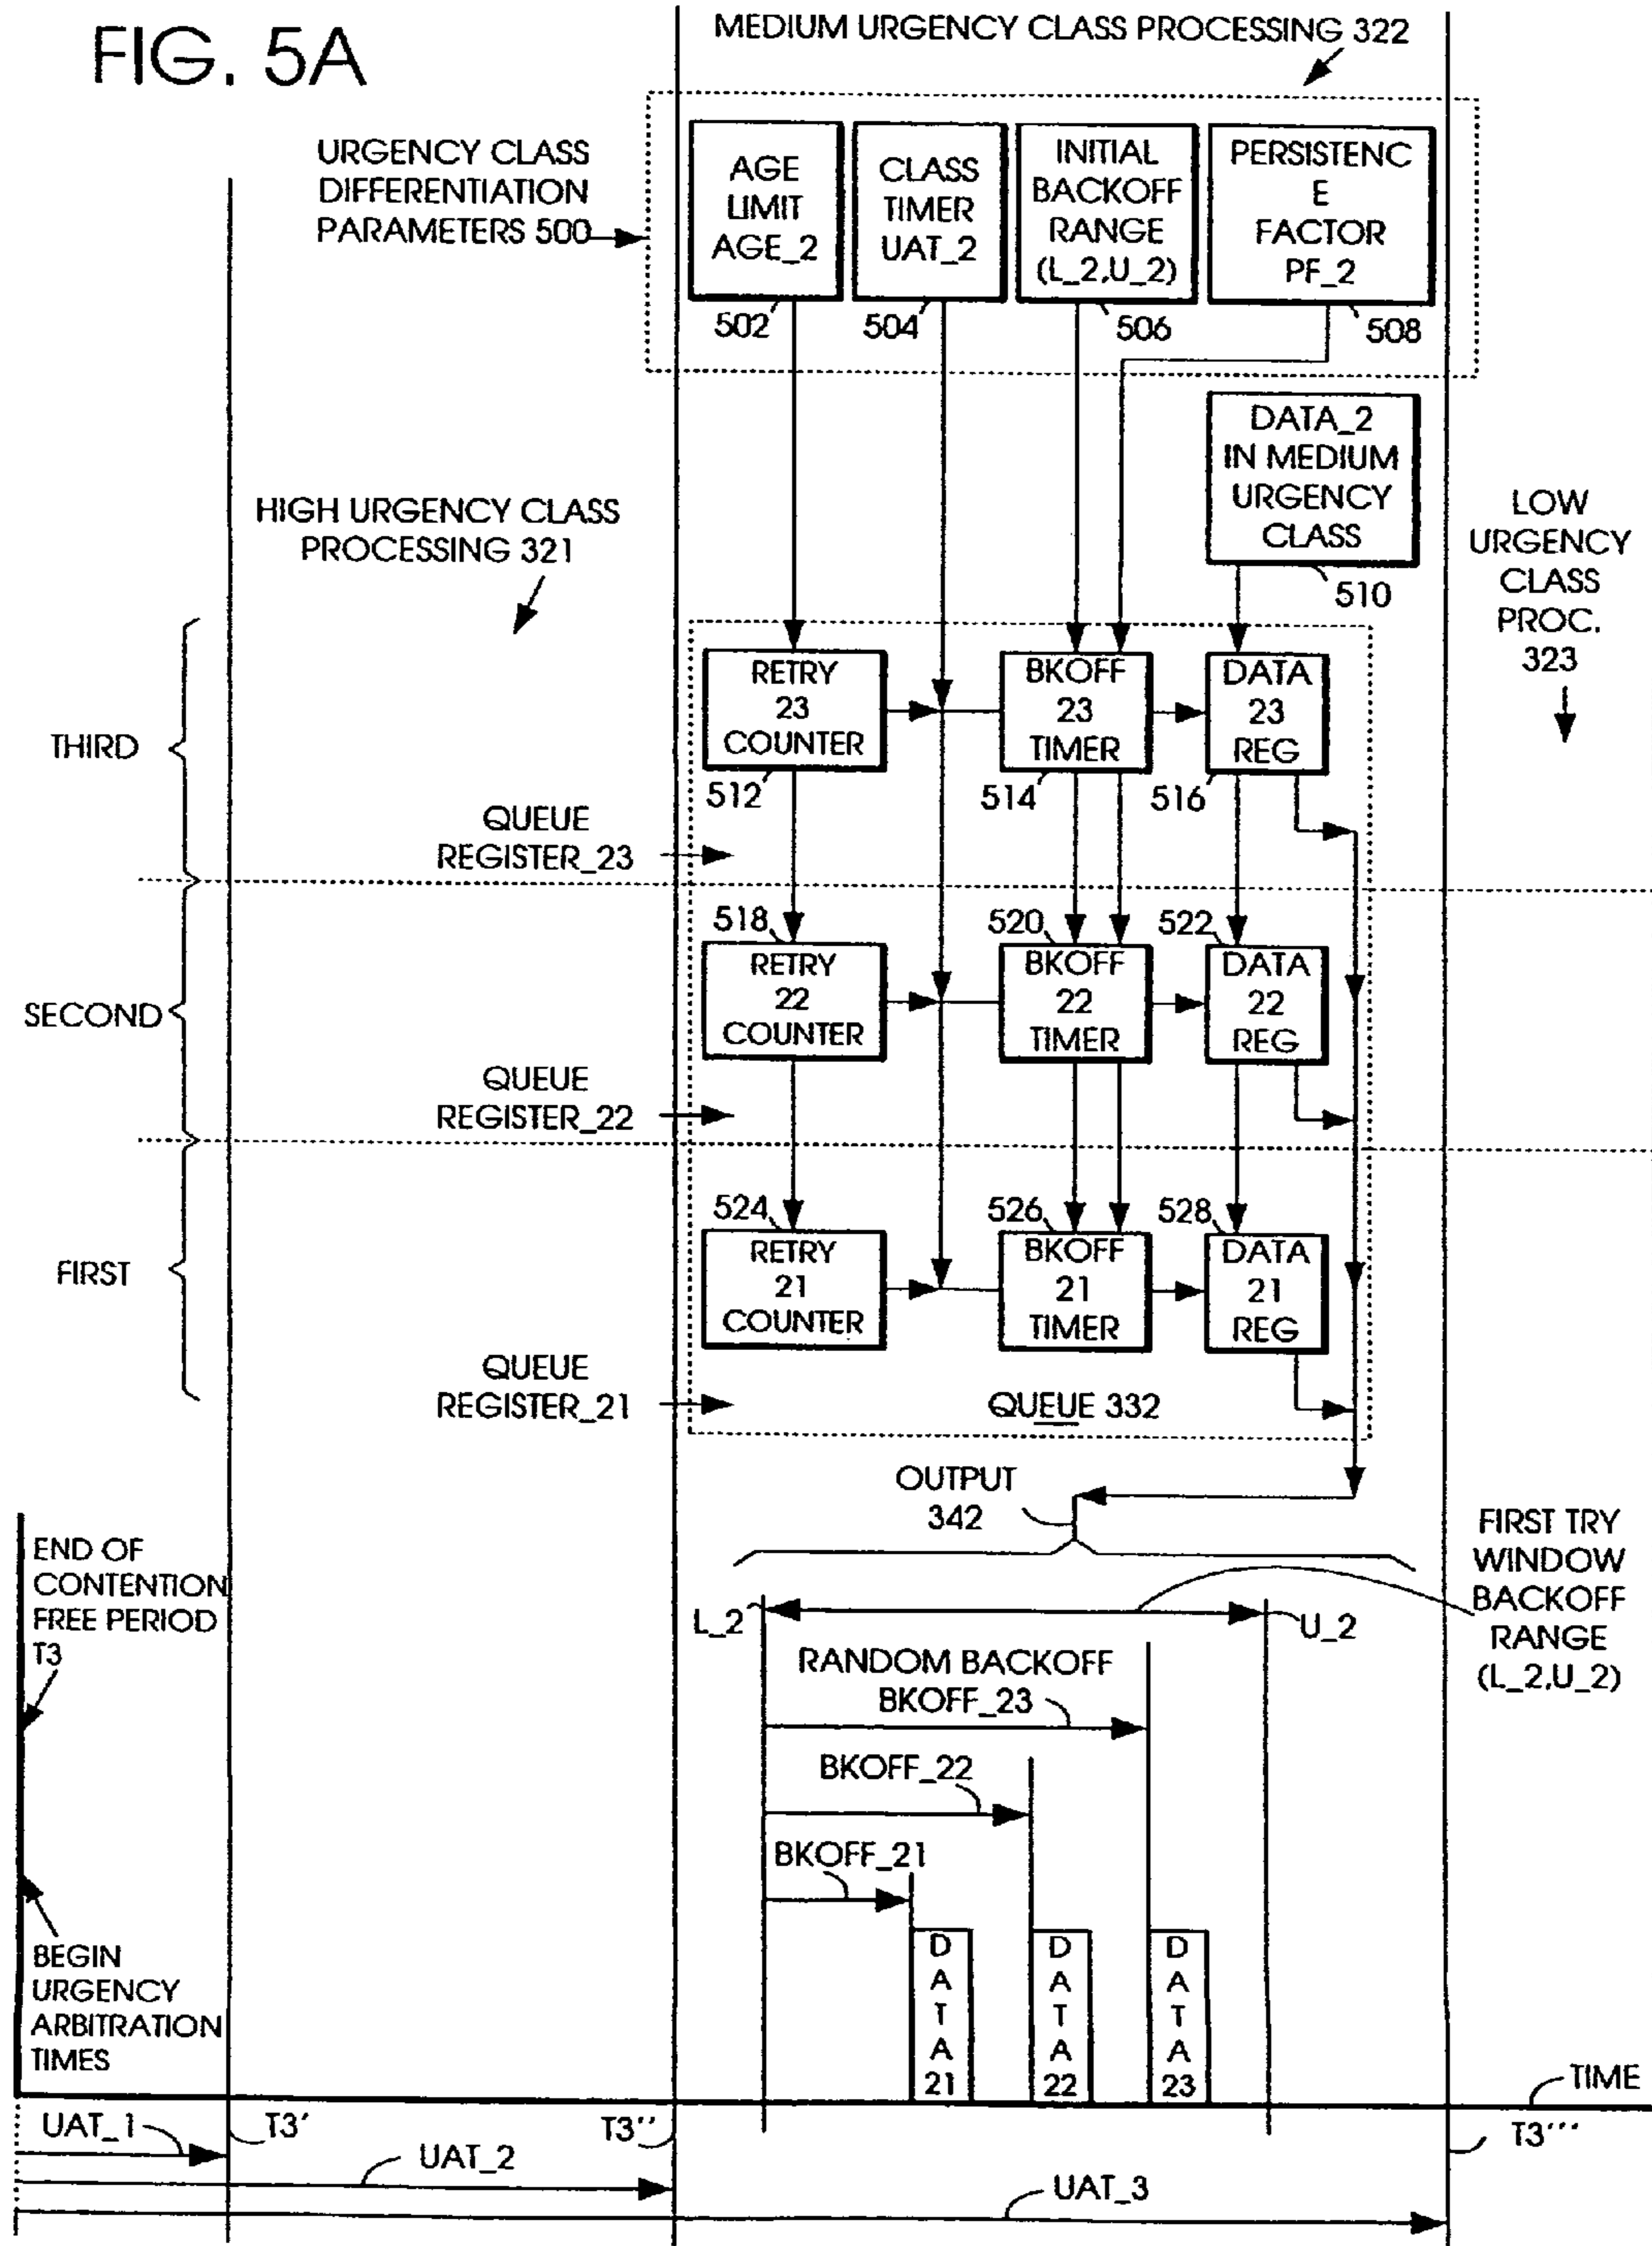 FIG. 5A
MEDIUM URGENCY CLASS PROCESSING 322
URGENCY CLASS
DIFFERENTIATION
PARAMETERS 500
AGE
LIMIT
AGE_2
502
CLASS
TIMER
UAT_2
504
INITIAL
BACKOFF
RANGE
(L_2,U_2)
506
PERSISTENC
E
FACTOR
PF_2
508
DATA_2
IN MEDIUM
URGENCY
CLASS
510
HIGH URGENCY CLASS
PROCESSING 321
LOW
URGENCY
CLASS
PROC.
323
THIRD
RETRY
23
COUNTER
512
BKOFF
23
TIMER
514
DATA
23
REG
516
QUEUE
REGISTER_23
SECOND
518
RETRY
22
COUNTER
520
BKOFF
22
TIMER
522
DATA
22
REG
QUEUE
REGISTER_22
FIRST
524
RETRY
21
COUNTER
526
BKOFF
21
TIMER
528
DATA
21
REG
QUEUE
REGISTER_21
QUEUE 332
OUTPUT
342
FIRST TRY
WINDOW
BACKOFF
RANGE
(L_2,U_2)
END OF
CONTENTION
FREE PERIOD
T3
L_2
U_2
RANDOM BACKOFF
BKOFF_23
BKOFF_22
BKOFF_21
BEGIN
URGENCY
ARBITRATION
TIMES
D
A
T
A
21
D
A
T
A
22
D
A
T
A
23
TIME
UAT_1
T3'
T3''
T3'''
UAT_2
UAT_3